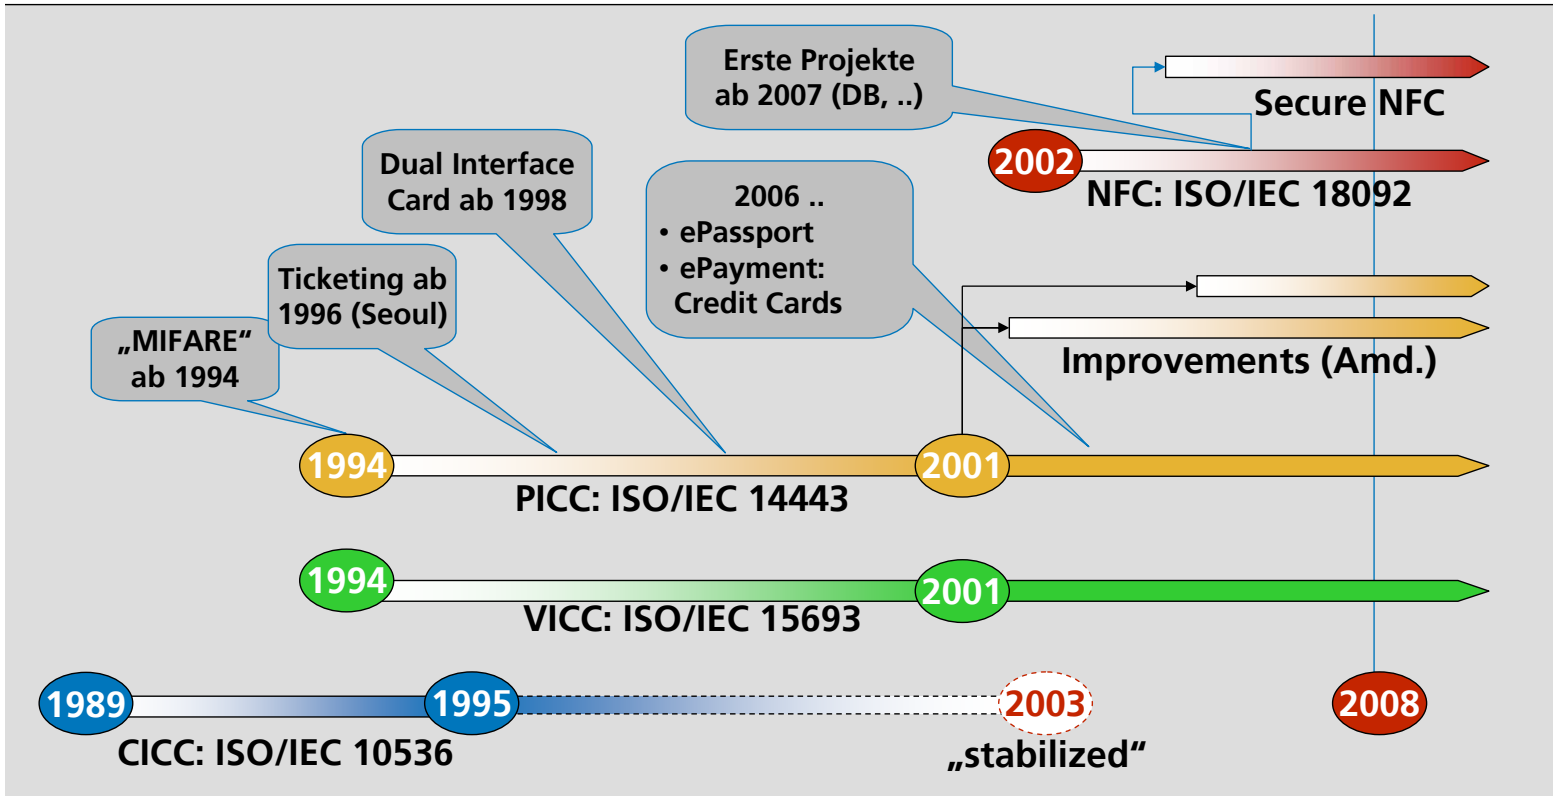 Erste Projekte
ab 2007 (DB, ..)
Secure NFC
2002
NFC: ISO/IEC 18092
Dual Interface
Card ab 1998
2006 ..
• ePassport
• ePayment:
Credit Cards
Ticketing ab
1996 (Seoul)
„MIFARE“
ab 1994
Improvements (Amd.)
1994
2001
PICC: ISO/IEC 14443
1994
2001
VICC: ISO/IEC 15693
1989
1995
2003
2008
CICC: ISO/IEC 10536
„stabilized“